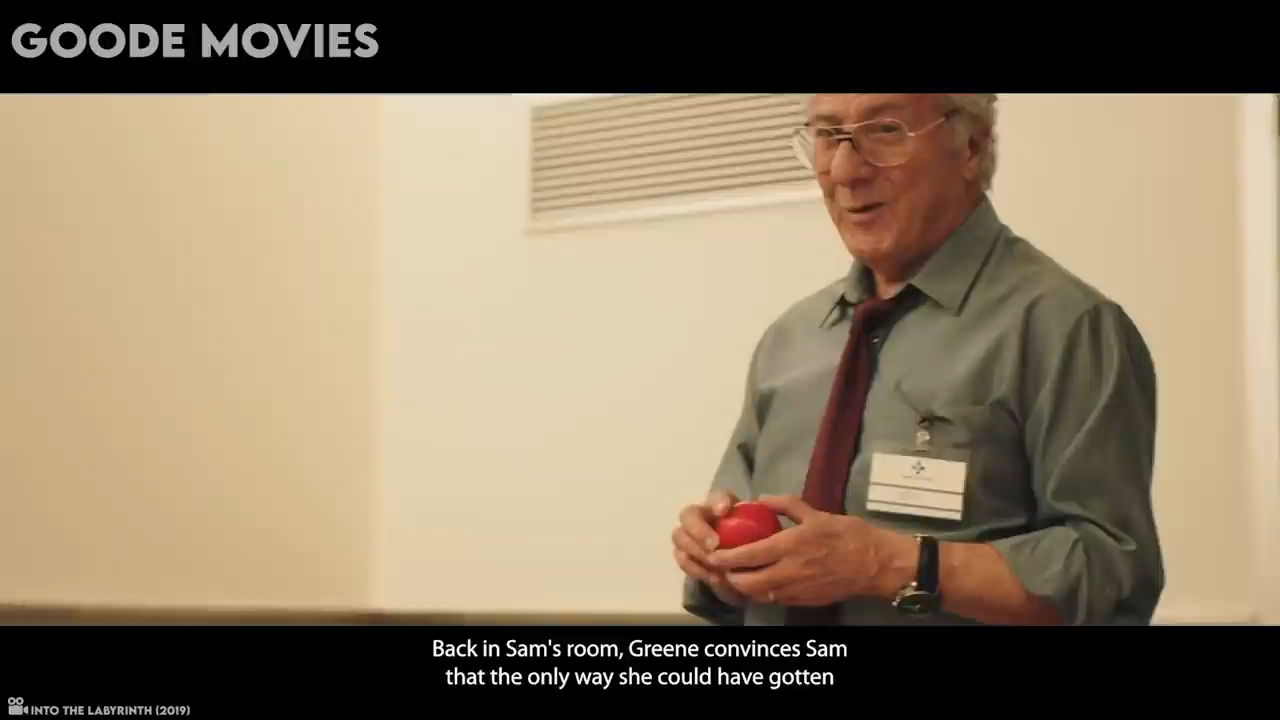 GOODE MOVIES
Back in Sam's room, Greene convinces Sam
that the only way she could have gotten
INTO THE LABYRINTH (2019)